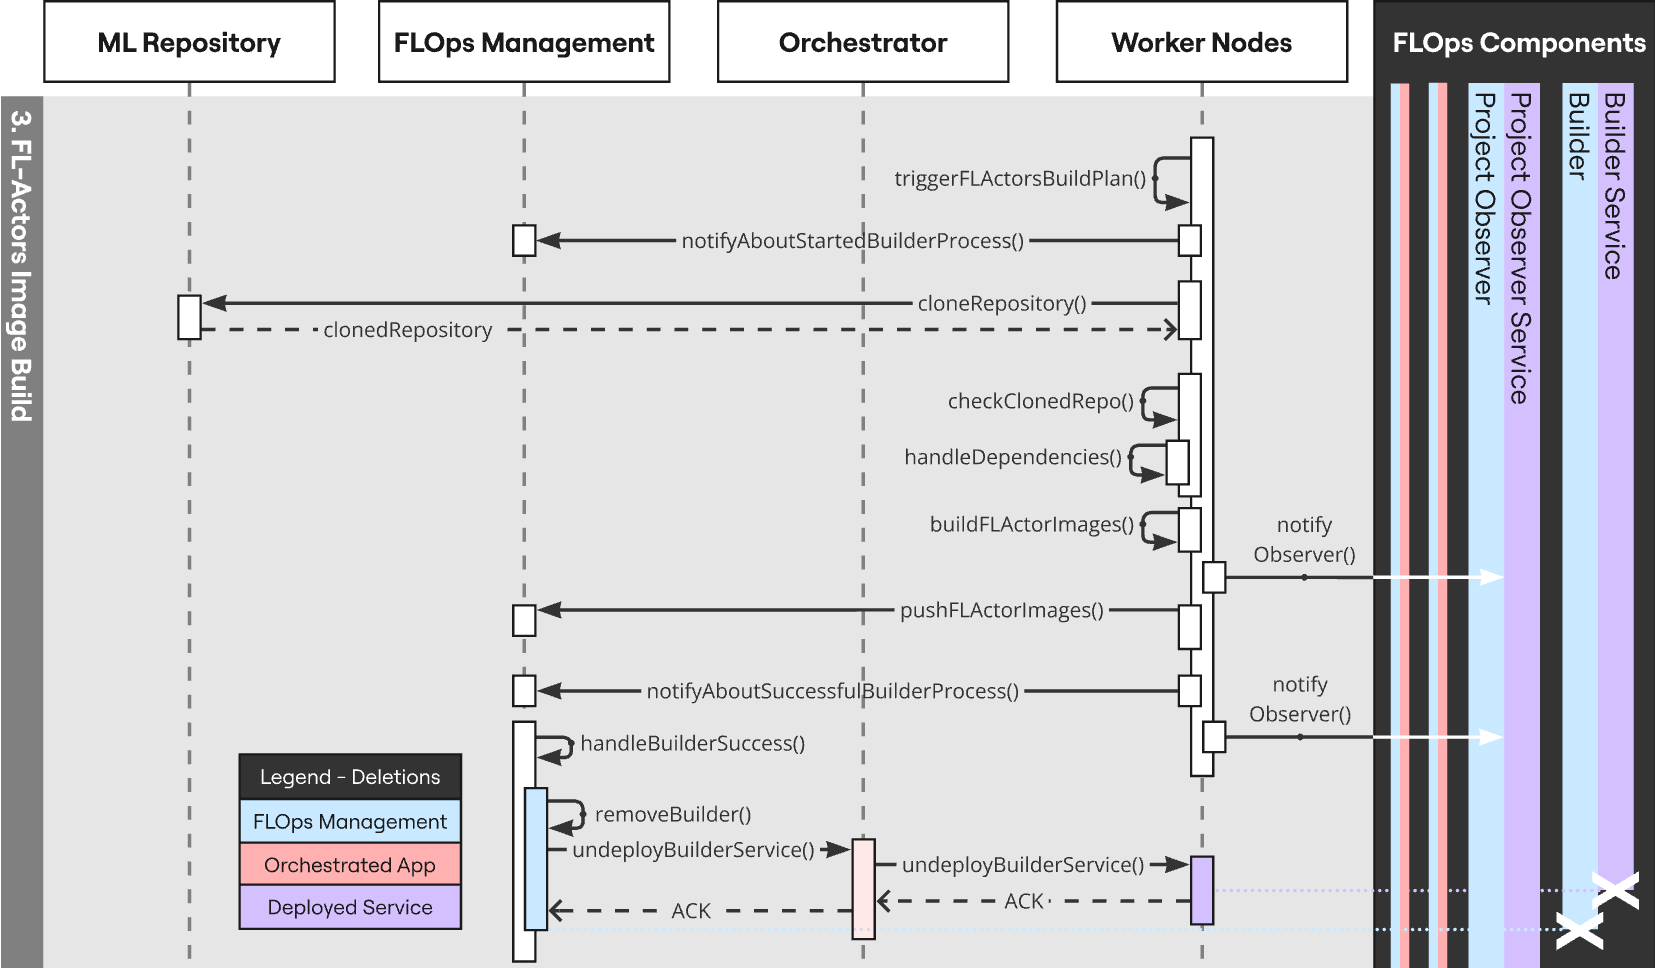 ML Repository
FLOps Management
Orchestrator
Worker Nodes
FLOps Components
3. FL-Actors Image Build
Project Observer
Project Observer Service
Builder
Builder Service
triggerFLActorsBuildPlan()
notifyAboutStartedBuilderProcess()
cloneRepository()
clonedRepository
checkClonedRepo()
handleDependencies()
buildFLActorImages()
notify
Observer()
pushFLActorImages()
notifyAboutSuccessfulBuilderProcess()
notify
Observer()
handleBuilderSuccess()
removeBuilder()
undeployBuilderService()
undeployBuilderService()
ACK
ACK
Legend - Deletions
FLOps Management
Orchestrated App
Deployed Service